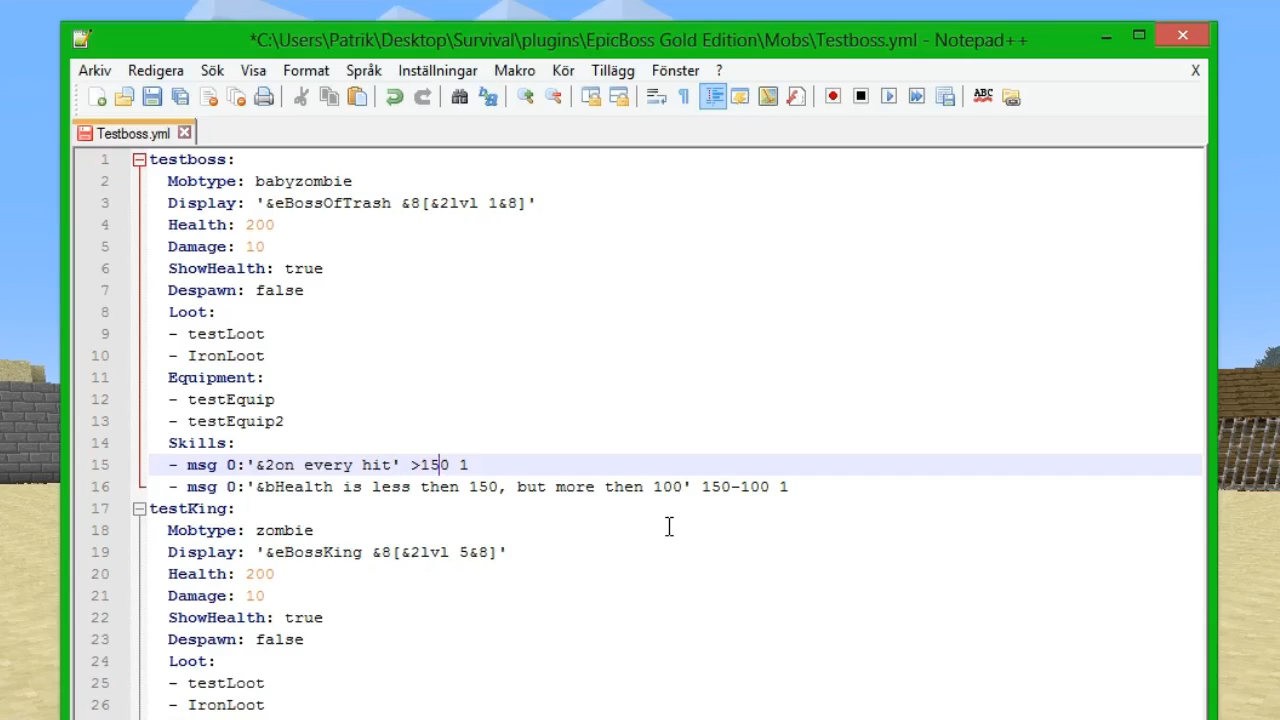 *C:\Users\Patrik\Desktop\Survival\plugins\EpicBoss Gold Edition\Mobs\Testboss.yml - Notepad++
Arkiv Redigera Sök Visa Format Språk Inställningar Makro Kör Tillägg Fönster ? X
ABC
Testboss.yml
1 testboss:
2 Mobtype: babyzombie
3 Display: '&eBossOfTrash &8[&2lvl 1&8]'
4 Health: 200
5 Damage: 10
6 ShowHealth: true
7 Despawn: false
8 Loot:
9 - testLoot
10 - IronLoot
11 Equipment:
12 - testEquip
13 - testEquip2
14 Skills:
15 - msg 0:'&2on every hit' >150 1
16 - msg 0:'&bHealth is less then 150, but more then 100' 150-100 1
17 testKing:
18 Mobtype: zombie
19 Display: '&eBossKing &8[&2lvl 5&8]'
20 Health: 200
21 Damage: 10
22 ShowHealth: true
23 Despawn: false
24 Loot:
25 - testLoot
26 - IronLoot